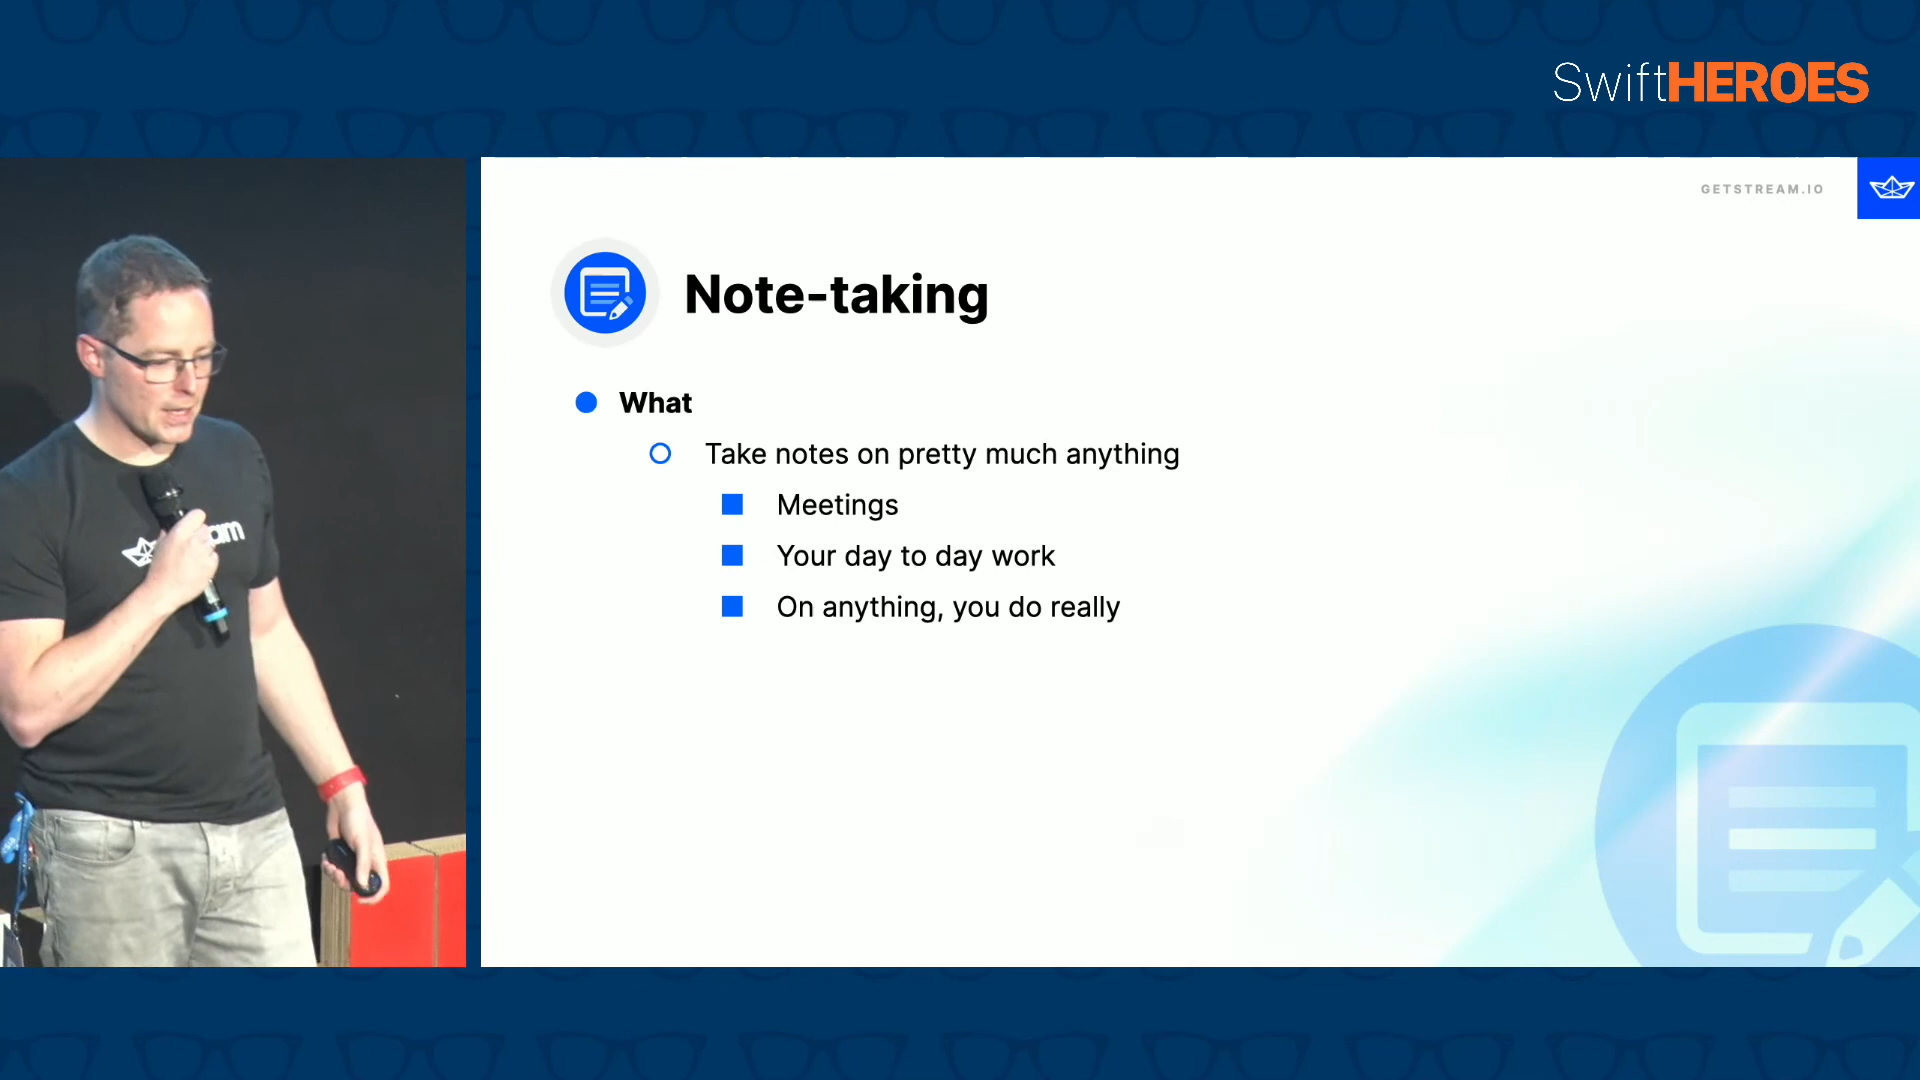 SwiftHEROES
GETSTREAM.IO
Note-taking
What
Take notes on pretty much anything
Meetings
Your day to day work
On anything, you do really